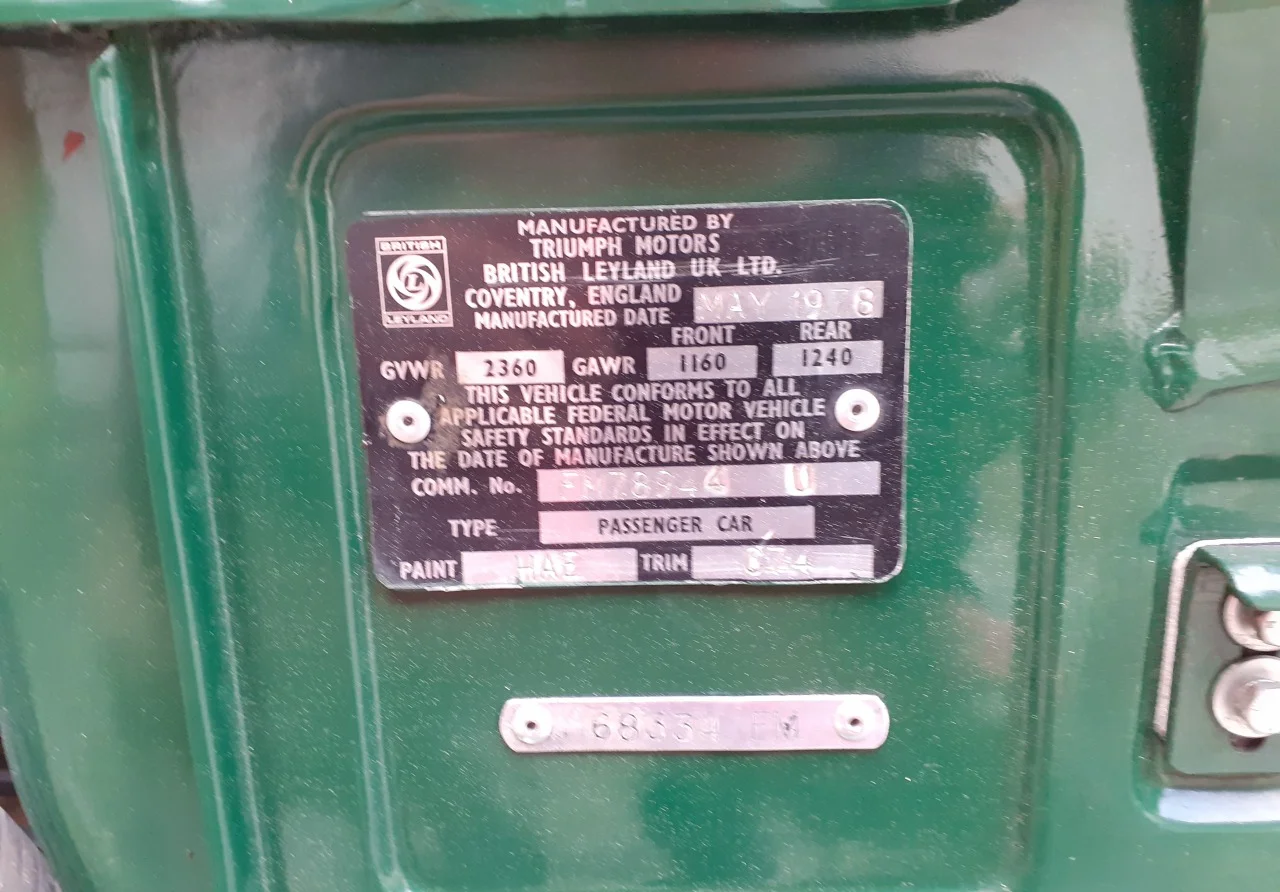 MANUFACTURED BY
TRIUMPH MOTORS
BRITISH LEYLAND UK LTD.
COVENTRY, ENGLAND
BRITISH
L
LEYLAND
MANUFACTURED DATE MAY 1978
FRONT REAR
GVWR 2360 GAWR 1160 1240
THIS VEHICLE CONFORMS TO ALL
APPLICABLE FEDERAL MOTOR VEHICLE
SAFETY STANDARDS IN EFFECT ON
THE DATE OF MANUFACTURE SHOWN ABOVE
COMM. No. U
TYPE PASSENGER CAR
PAINT HAE TRIM
EM